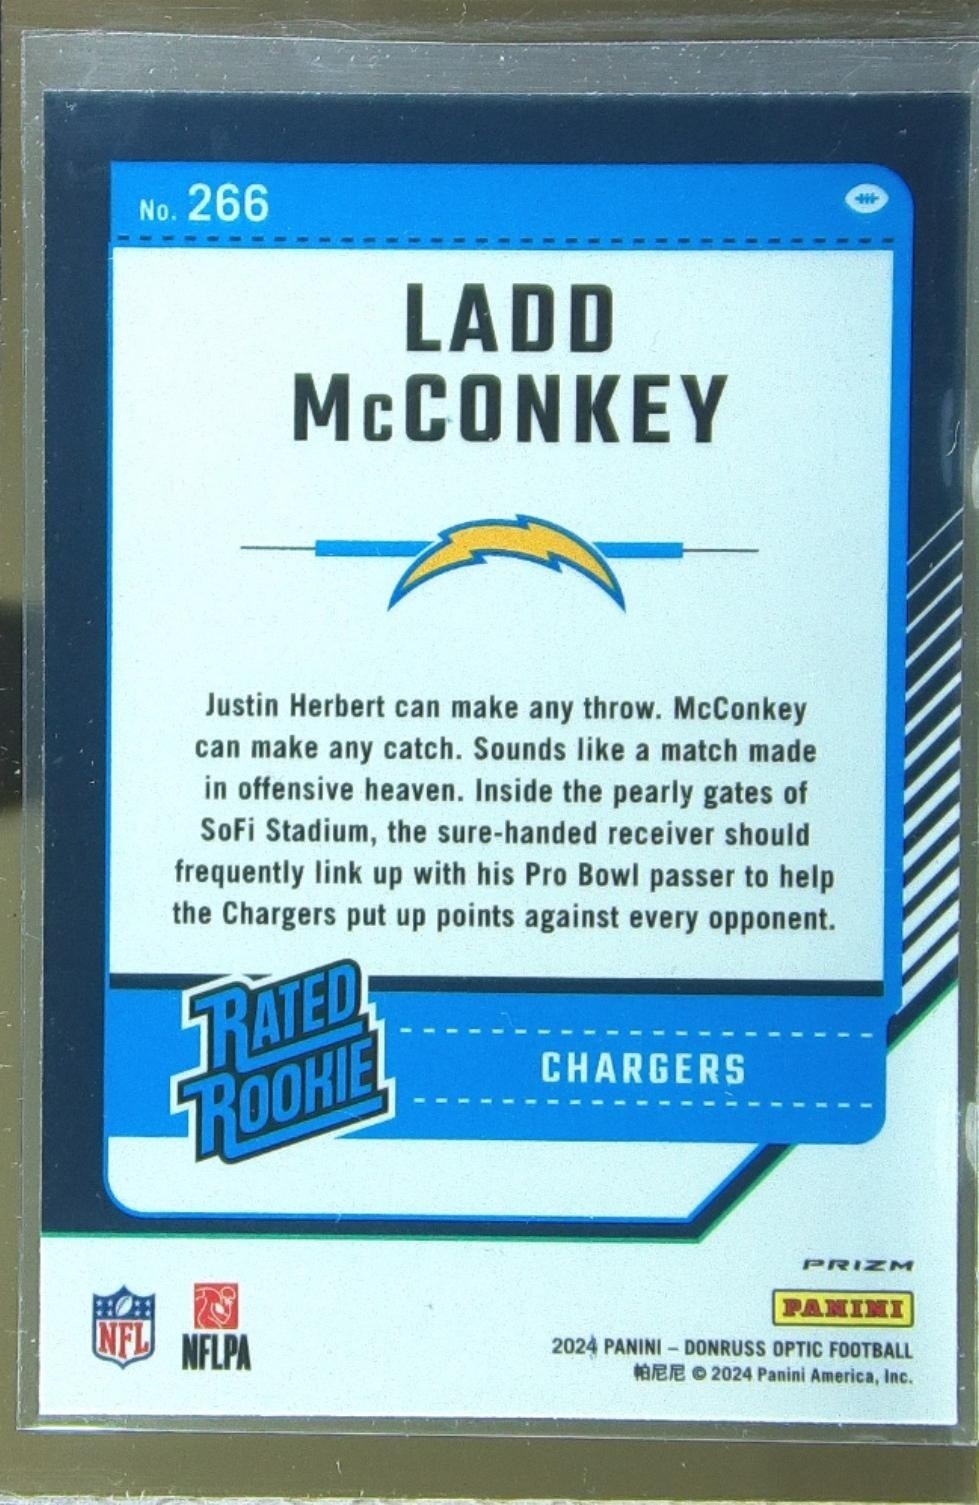 No. 266
LADD
McCONKEY
Justin Herbert can make any throw. McConkey
can make any catch. Sounds like a match made
in offensive heaven. Inside the pearly gates of
SoFi Stadium, the sure-handed receiver should
frequently link up with his Pro Bowl passer to help
the Chargers put up points against every opponent.
RATED
ROOKIE
CHARGERS
PRIZM
PANINI
NFL
NFLPA
2024 PANINI – DONRUSS OPTIC FOOTBALL
帕尼尼 © 2024 Panini America, Inc.